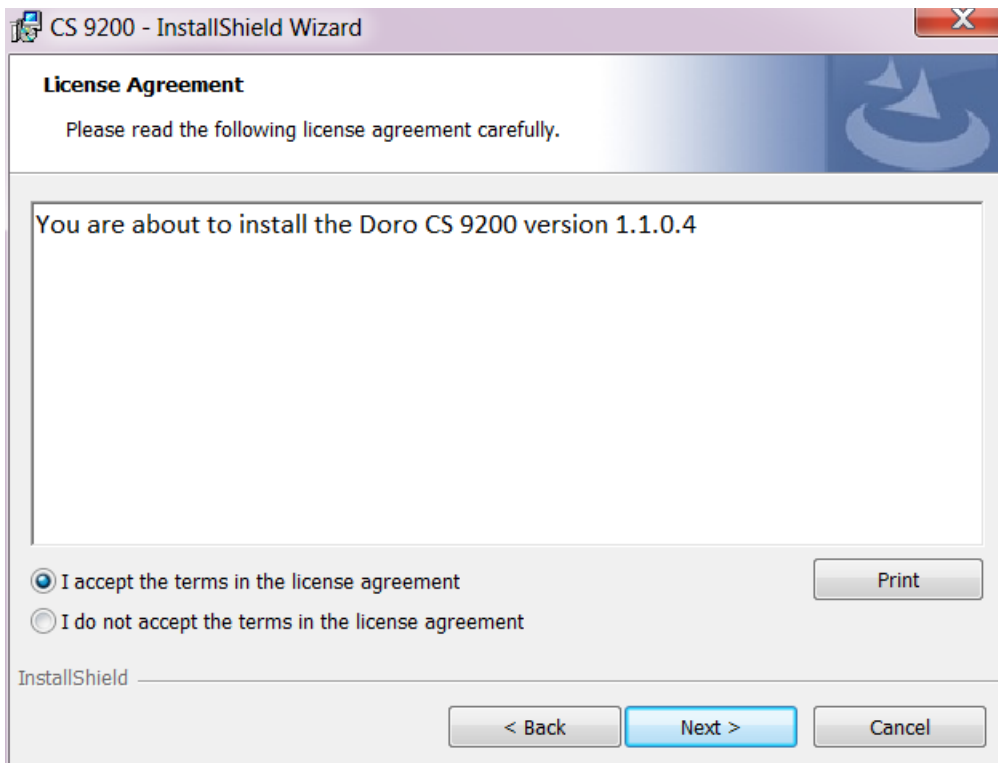 CS 9200 - InstallShield Wizard
License Agreement
Please read the following license agreement carefully.
You are about to install the Doro CS 9200 version 1.1.0.4
I accept the terms in the license agreement
Print
I do not accept the terms in the license agreement
InstallShield
< Back
Next >
Cancel